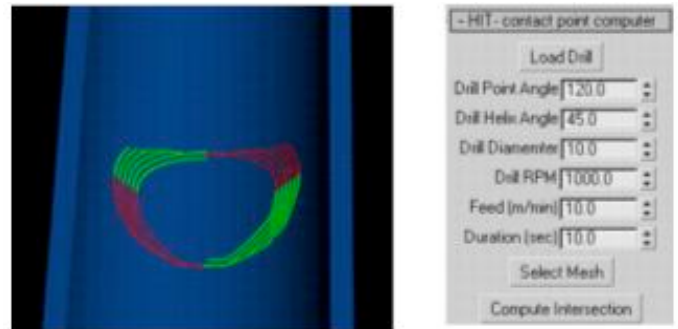 - HIT- contact point computer
Load Drill
Drill Point Angle 120.0
Drill Helix Angle 45.0
Drill Diamemter 10.0
Drill RPM 1000.0
Feed (m/min) 10.0
Duration (sec) 10.0
Select Mesh
Compute Intersection